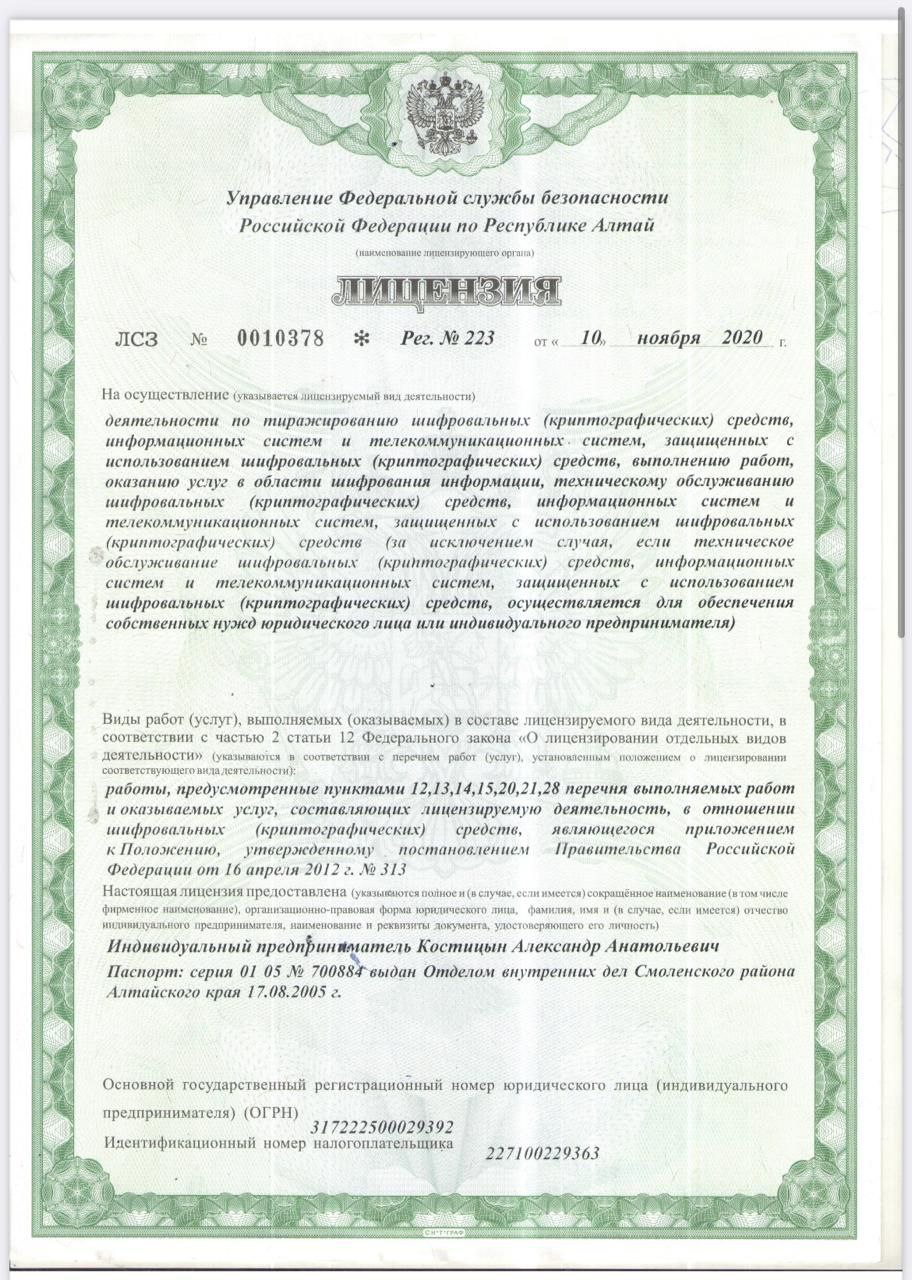 Управление Федеральной службы безопасности
Российской Федерации по Республике Алтай
(наименование лицензирующего органа)
ЛИЦЕНЗИЯ
ЛСЗ № 0010378 * Рег. № 223 от « 10 » ноября 2020 г.
На осуществление (указывается лицензируемый вид деятельности)
деятельности по тиражированию шифровальных (криптографических) средств,
информационных систем и телекоммуникационных систем, защищенных с
использованием шифровальных (криптографических) средств, выполнению работ,
оказанию услуг в области шифрования информации, техническому обслуживанию
шифровальных (криптографических) средств, информационных систем и
телекоммуникационных систем, защищенных с использованием шифровальных
(криптографических) средств (за исключением случая, если техническое
обслуживание шифровальных (криптографических) средств, информационных
систем и телекоммуникационных систем, защищенных с использованием
шифровальных (криптографических) средств, осуществляется для обеспечения
собственных нужд юридического лица или индивидуального предпринимателя)
Виды работ (услуг), выполняемых (оказываемых) в составе лицензируемого вида деятельности, в
соответствии с частью 2 статьи 12 Федерального закона «О лицензировании отдельных видов
деятельности» (указываются в соответствии с перечнем работ (услуг), установленным положением о лицензировании
соответствующего вида деятельности):
работы, предусмотренные пунктами 12,13,14,15,20,21,28 перечня выполняемых работ
и оказываемых услуг, составляющих лицензируемую деятельность, в отношении
шифровальных (криптографических) средств, являющегося приложением
к Положению, утвержденному постановлением Правительства Российской
Федерации от 16 апреля 2012 г. № 313
Настоящая лицензия предоставлена (указываются полное и (в случае, если имеется) сокращённое наименование (в том числе
фирменное наименование), организационно-правовая форма юридического лица, фамилия, имя и (в случае, если имеется) отчество
индивидуального предпринимателя, наименование и реквизиты документа, удостоверяющего его личность)
Индивидуальный предприниматель Костицын Александр Анатольевич
Паспорт: серия 01 05 № 700884 выдан Отделом внутренних дел Смоленского района
Алтайского края 17.08.2005 г.
Основной государственный регистрационный номер юридического лица (индивидуального
предпринимателя) (ОГРН)
317222500029392
Идентификационный номер налогоплательщика
227100229363